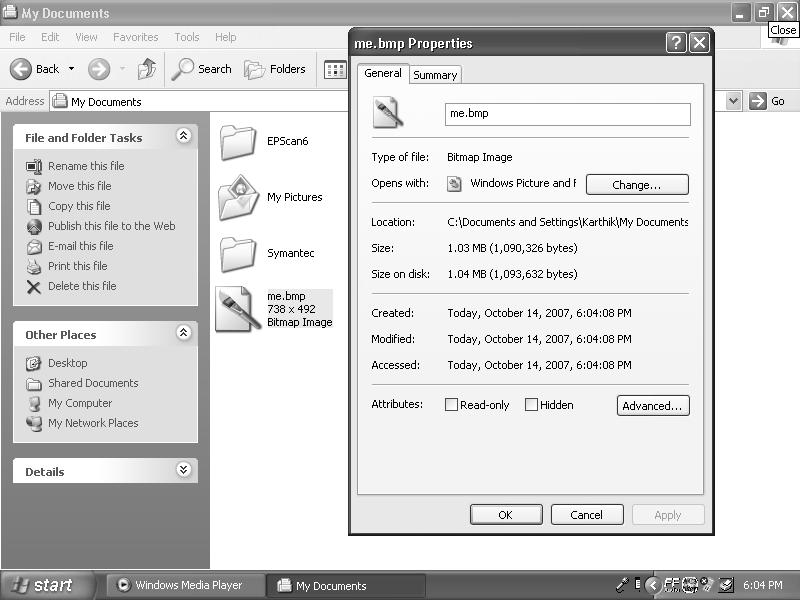 My Documents
Close
File Edit View Favorites Tools Help
Back Search Folders
Address My Documents Go
File and Folder Tasks
Rename this file
Move this file
Copy this file
Publish this file to the Web
E-mail this file
Print this file
Delete this file
Other Places
Desktop
Shared Documents
My Computer
My Network Places
Details
EPScan6
My Pictures
Symantec
me.bmp
738 x 492
Bitmap Image
me.bmp Properties
General Summary
me.bmp
Type of file: Bitmap Image
Opens with: Windows Picture and F Change...
Location: C:\Documents and Settings\Karthik\My Documents
Size: 1.03 MB (1,090,326 bytes)
Size on disk: 1.04 MB (1,093,632 bytes)
Created: Today, October 14, 2007, 6:04:08 PM
Modified: Today, October 14, 2007, 6:04:08 PM
Accessed: Today, October 14, 2007, 6:04:08 PM
Attributes: Read-only Hidden Advanced...
OK Cancel Apply
start Windows Media Player My Documents 6:04 PM